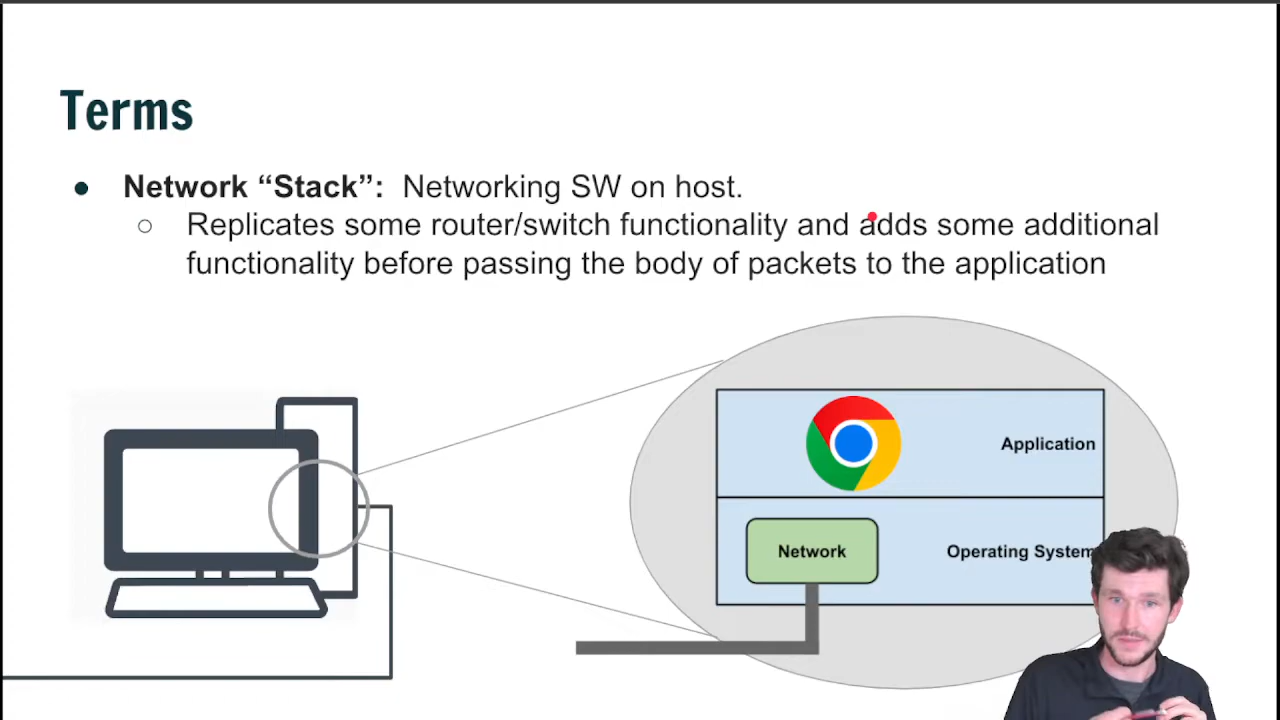 Terms
● Network “Stack”: Networking SW on host.
○ Replicates some router/switch functionality and adds some additional
functionality before passing the body of packets to the application
Application
Network
Operating System